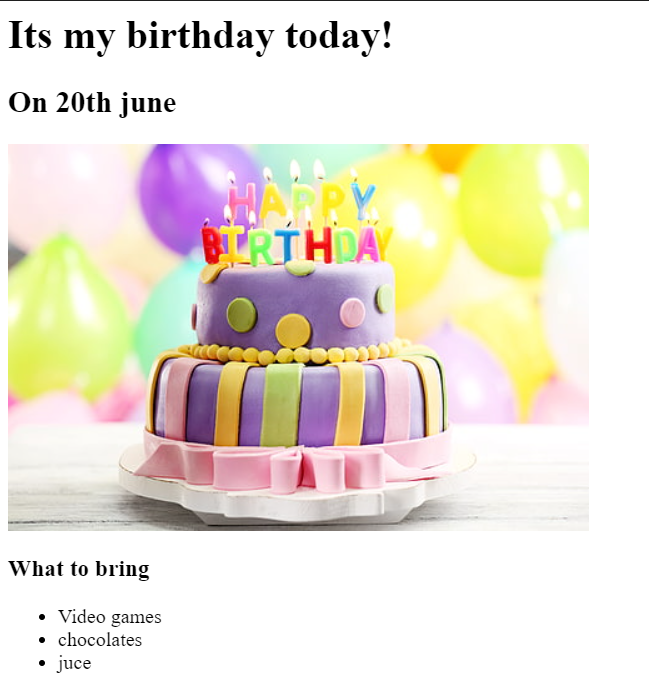 Its my birthday today!
On 20th june
HAPPY
BIRTHDAY
What to bring
Video games
chocolates
juce